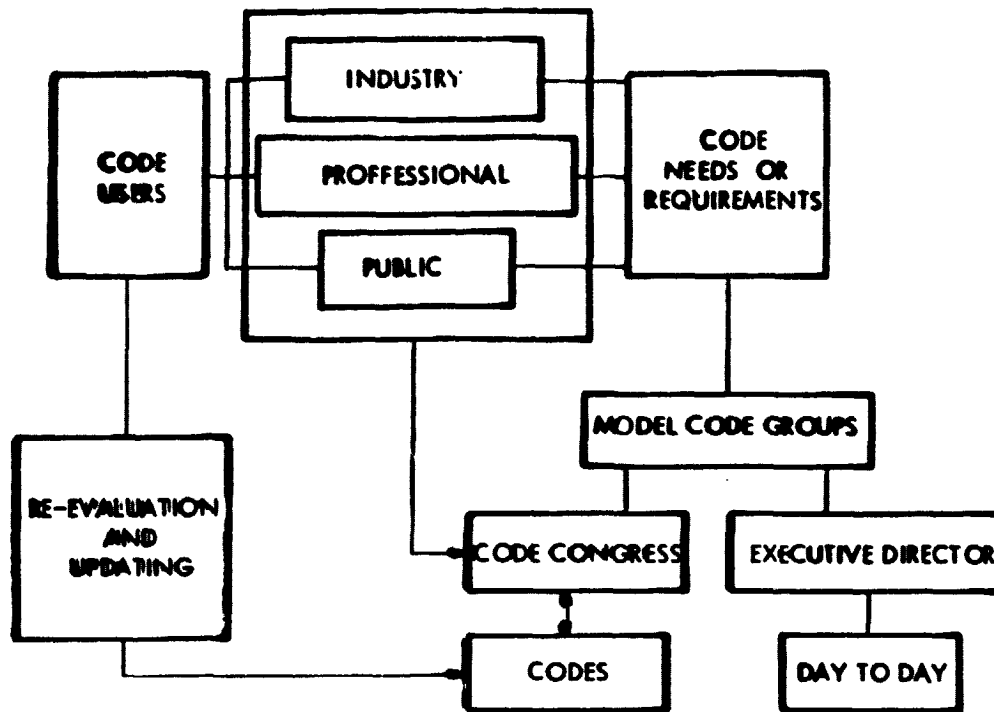 INDUSTRY
CODE
USERS
PROFFESSIONAL
CODE
NEEDS OR
REQUIREMENTS
PUBLIC
MODEL CODE GROUPS
RE-EVALUATION
AND
UPDATING
CODE CONGRESS
EXECUTIVE DIRECTOR
CODES
DAY TO DAY